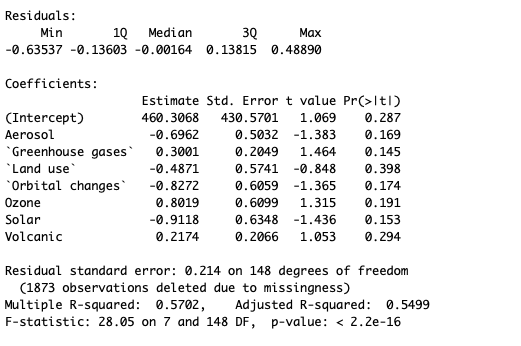 Residuals:
     Min       1Q   Median       3Q      Max
-0.63537 -0.13603 -0.00164  0.13815  0.48890
Coefficients:
                    Estimate Std. Error t value Pr(>|t|)
(Intercept)         460.3068   430.5701   1.069    0.287
Aerosol              -0.6962     0.5032  -1.383    0.169
`Greenhouse gases`    0.3001     0.2049   1.464    0.145
`Land use`           -0.4871     0.5741  -0.848    0.398
`Orbital changes`    -0.8272     0.6059  -1.365    0.174
Ozone                 0.8019     0.6099   1.315    0.191
Solar                -0.9118     0.6348  -1.436    0.153
Volcanic              0.2174     0.2066   1.053    0.294
Residual standard error: 0.214 on 148 degrees of freedom
  (1873 observations deleted due to missingness)
Multiple R-squared:  0.5702,    Adjusted R-squared:  0.5499
F-statistic: 28.05 on 7 and 148 DF,  p-value: < 2.2e-16